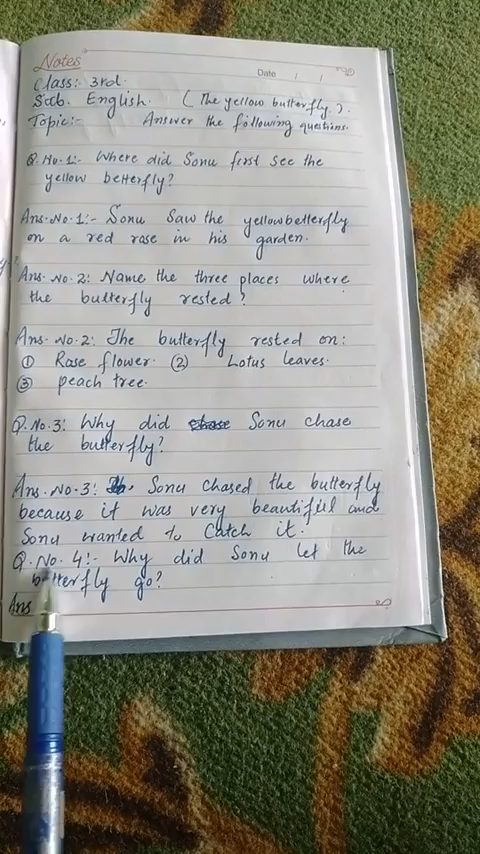 Notes
Date / /
Class:- 3rd.
Sub. English. (The yellow butterfly.).
Topic:- Answer the following questions.
Q.No.1:- Where did Sonu first see the
yellow betterfly?
Ans.No.1:- Sonu Saw the yellowbetterfly
on a red rose in his garden.
Ans.No.2: Name the three places where
the butterfly rested?
Ans.No.2: The butterfly rested on:
① Rose flower. ② Lotus leaves.
③ peach tree.
Q.No.3: Why did Sonu chase
the butterfly?
Ans.No.3: Sonu chased the butterfly
because it was very beautiful and
Sonu wanted to Catch it.
Q.No.4:- Why did Sonu let the
butterfly go?
Ans